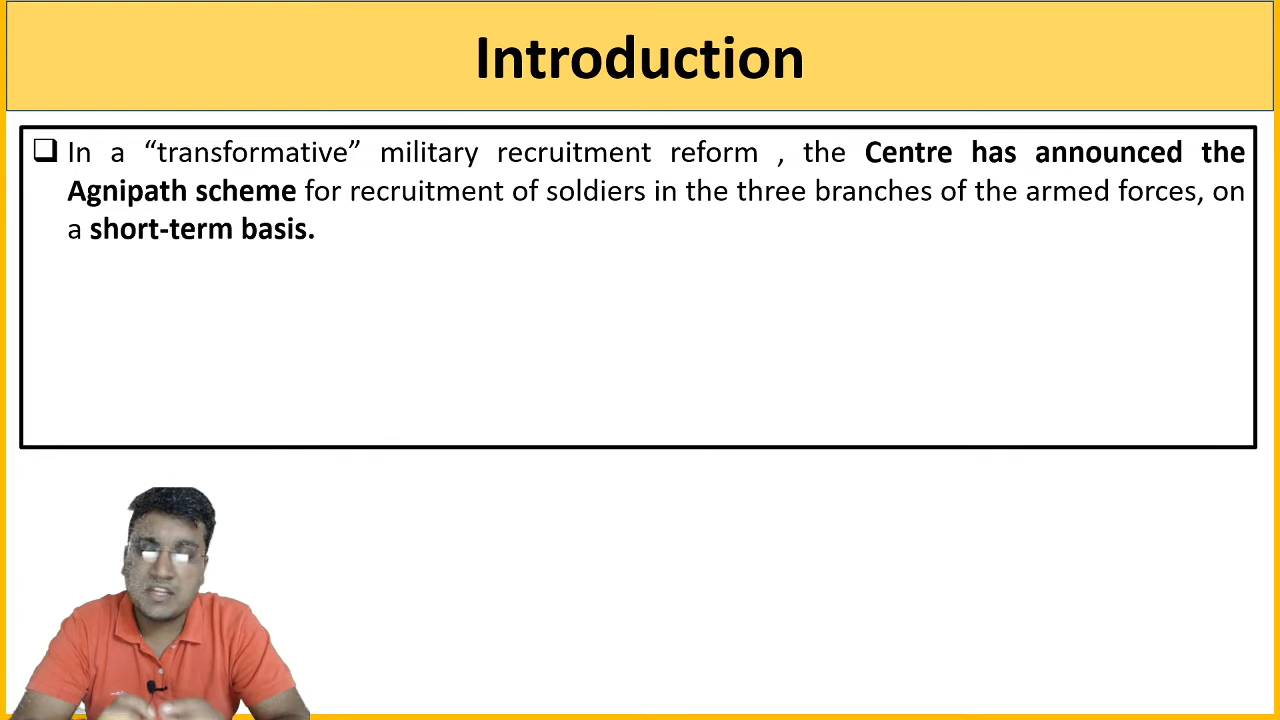 Introduction
❑ In a “transformative” military recruitment reform , the Centre has announced the
Agnipath scheme for recruitment of soldiers in the three branches of the armed forces, on
a short-term basis.